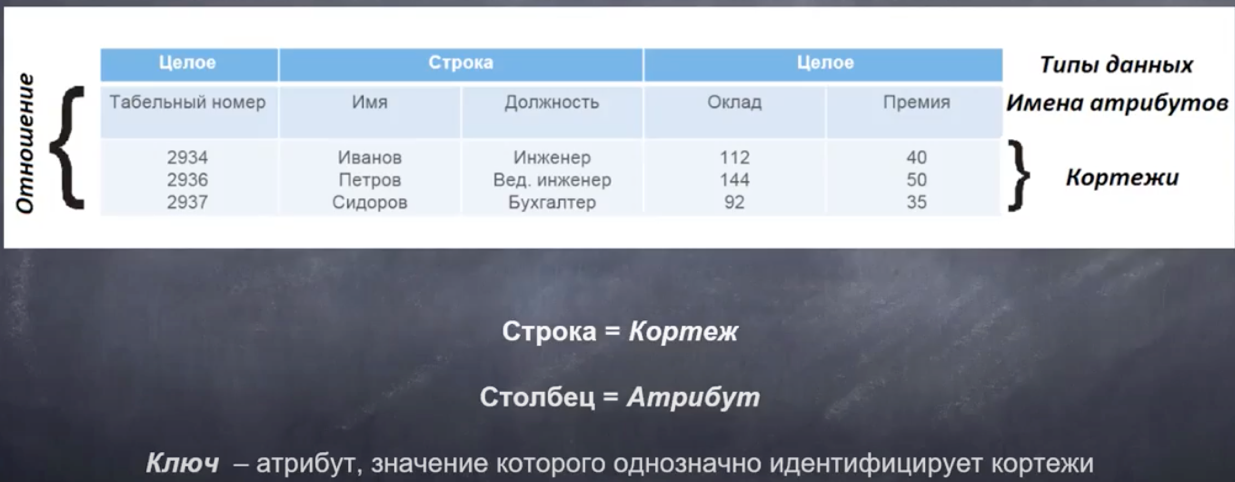 Целое Строка Целое Типы данных
Табельный номер Имя Должность Оклад Премия Имена атрибутов
Отношение
2934 Иванов Инженер 112 40
2936 Петров Вед. инженер 144 50 Кортежи
2937 Сидоров Бухгалтер 92 35
Строка = Кортеж
Столбец = Атрибут
Ключ – атрибут, значение которого однозначно идентифицирует кортежи